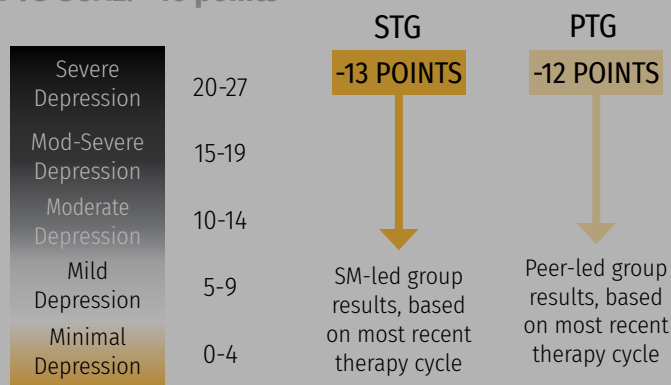 STG
PTG
-13 POINTS
-12 POINTS
Severe
Depression
20-27
Mod-Severe
Depression
15-19
Moderate
Depression
10-14
Mild
Depression
5-9
Minimal
Depression
0-4
SM-led group
results, based
on most recent
therapy cycle
Peer-led group
results, based
on most recent
therapy cycle